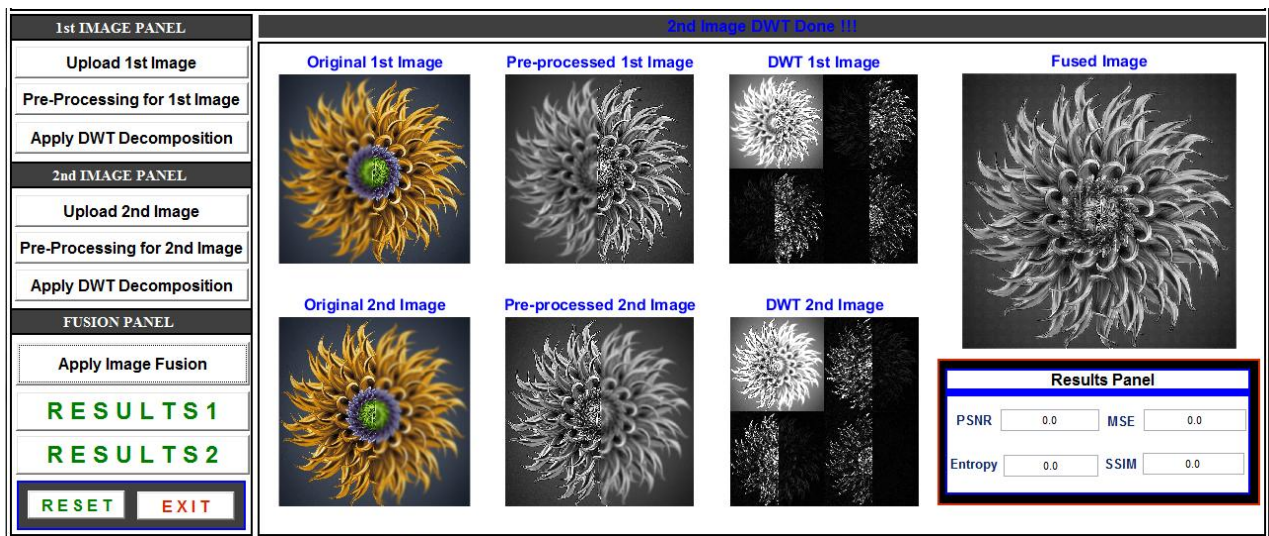 1st IMAGE PANEL
Upload 1st Image
Pre-Processing for 1st Image
Apply DWT Decomposition
2nd IMAGE PANEL
Upload 2nd Image
Pre-Processing for 2nd Image
Apply DWT Decomposition
FUSION PANEL
Apply Image Fusion
RESULTS1
RESULTS2
RESET EXIT
2nd Image DWT Done !!!
Original 1st Image Pre-processed 1st Image DWT 1st Image Fused Image
Original 2nd Image Pre-processed 2nd Image DWT 2nd Image
Results Panel
PSNR 0.0 MSE 0.0
Entropy 0.0 SSIM 0.0